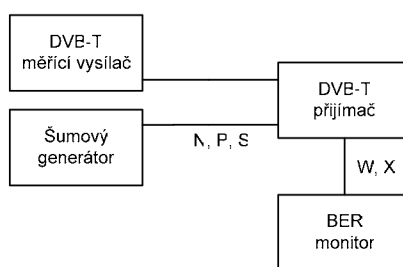 DVB-T
měřící vysílač
DVB-T
přijímač
Šumový
generátor
N, P, S
W, X
BER
monitor